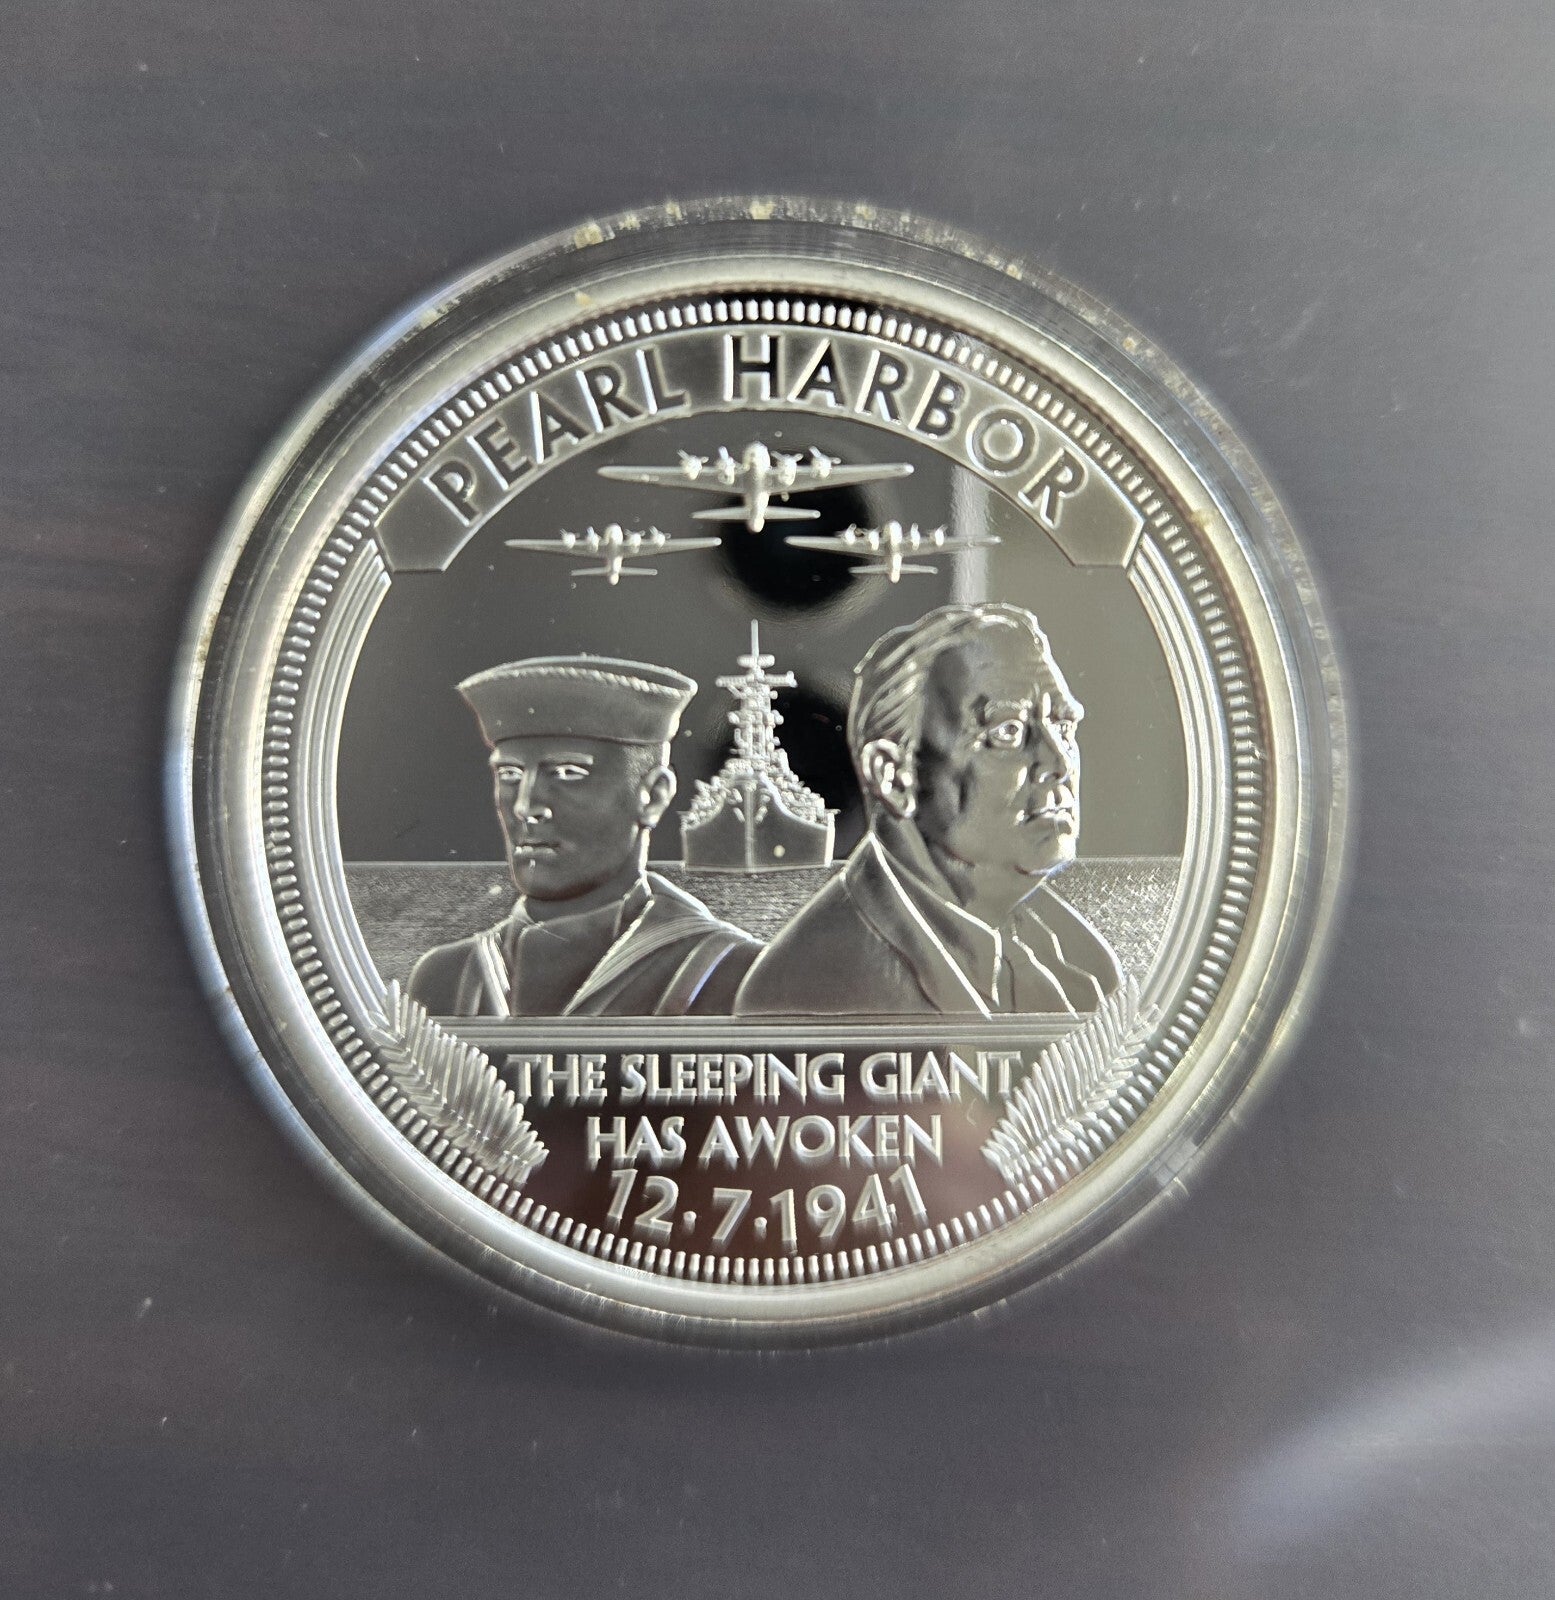 PEARL HARBOR
THE SLEEPING GIANT
HAS AWOKEN
12.7.1941